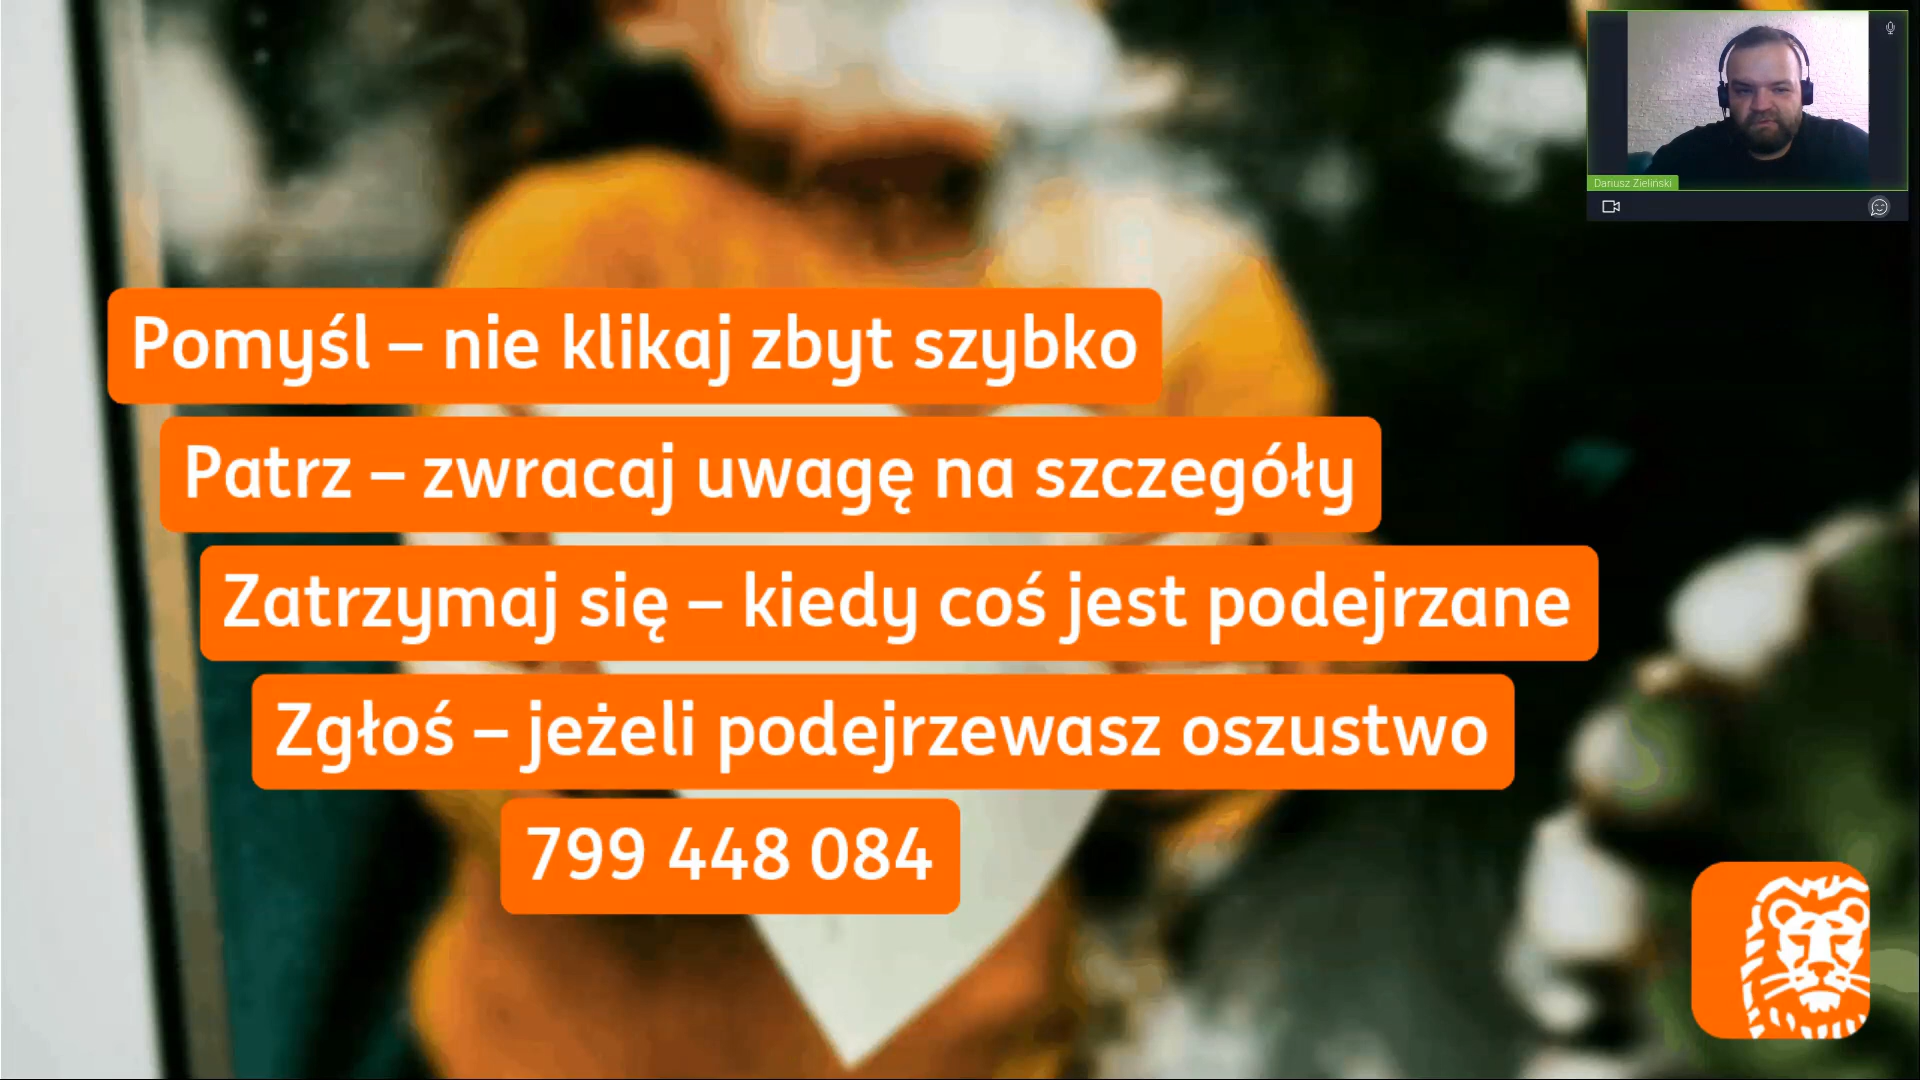 Dariusz Zieliński
Pomyśl – nie klikaj zbyt szybko
Patrz – zwracaj uwagę na szczegóły
Zatrzymaj się – kiedy coś jest podejrzane
Zgłoś – jeżeli podejrzewasz oszustwo
799 448 084